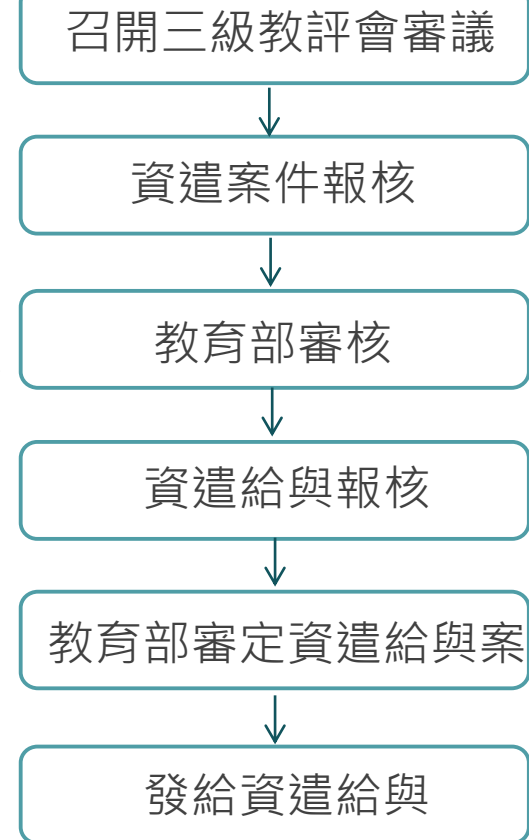 召開三級教評會審議
資遣案件報核
教育部審核
資遣給與報核
教育部審定資遣給與案
發給資遣給與